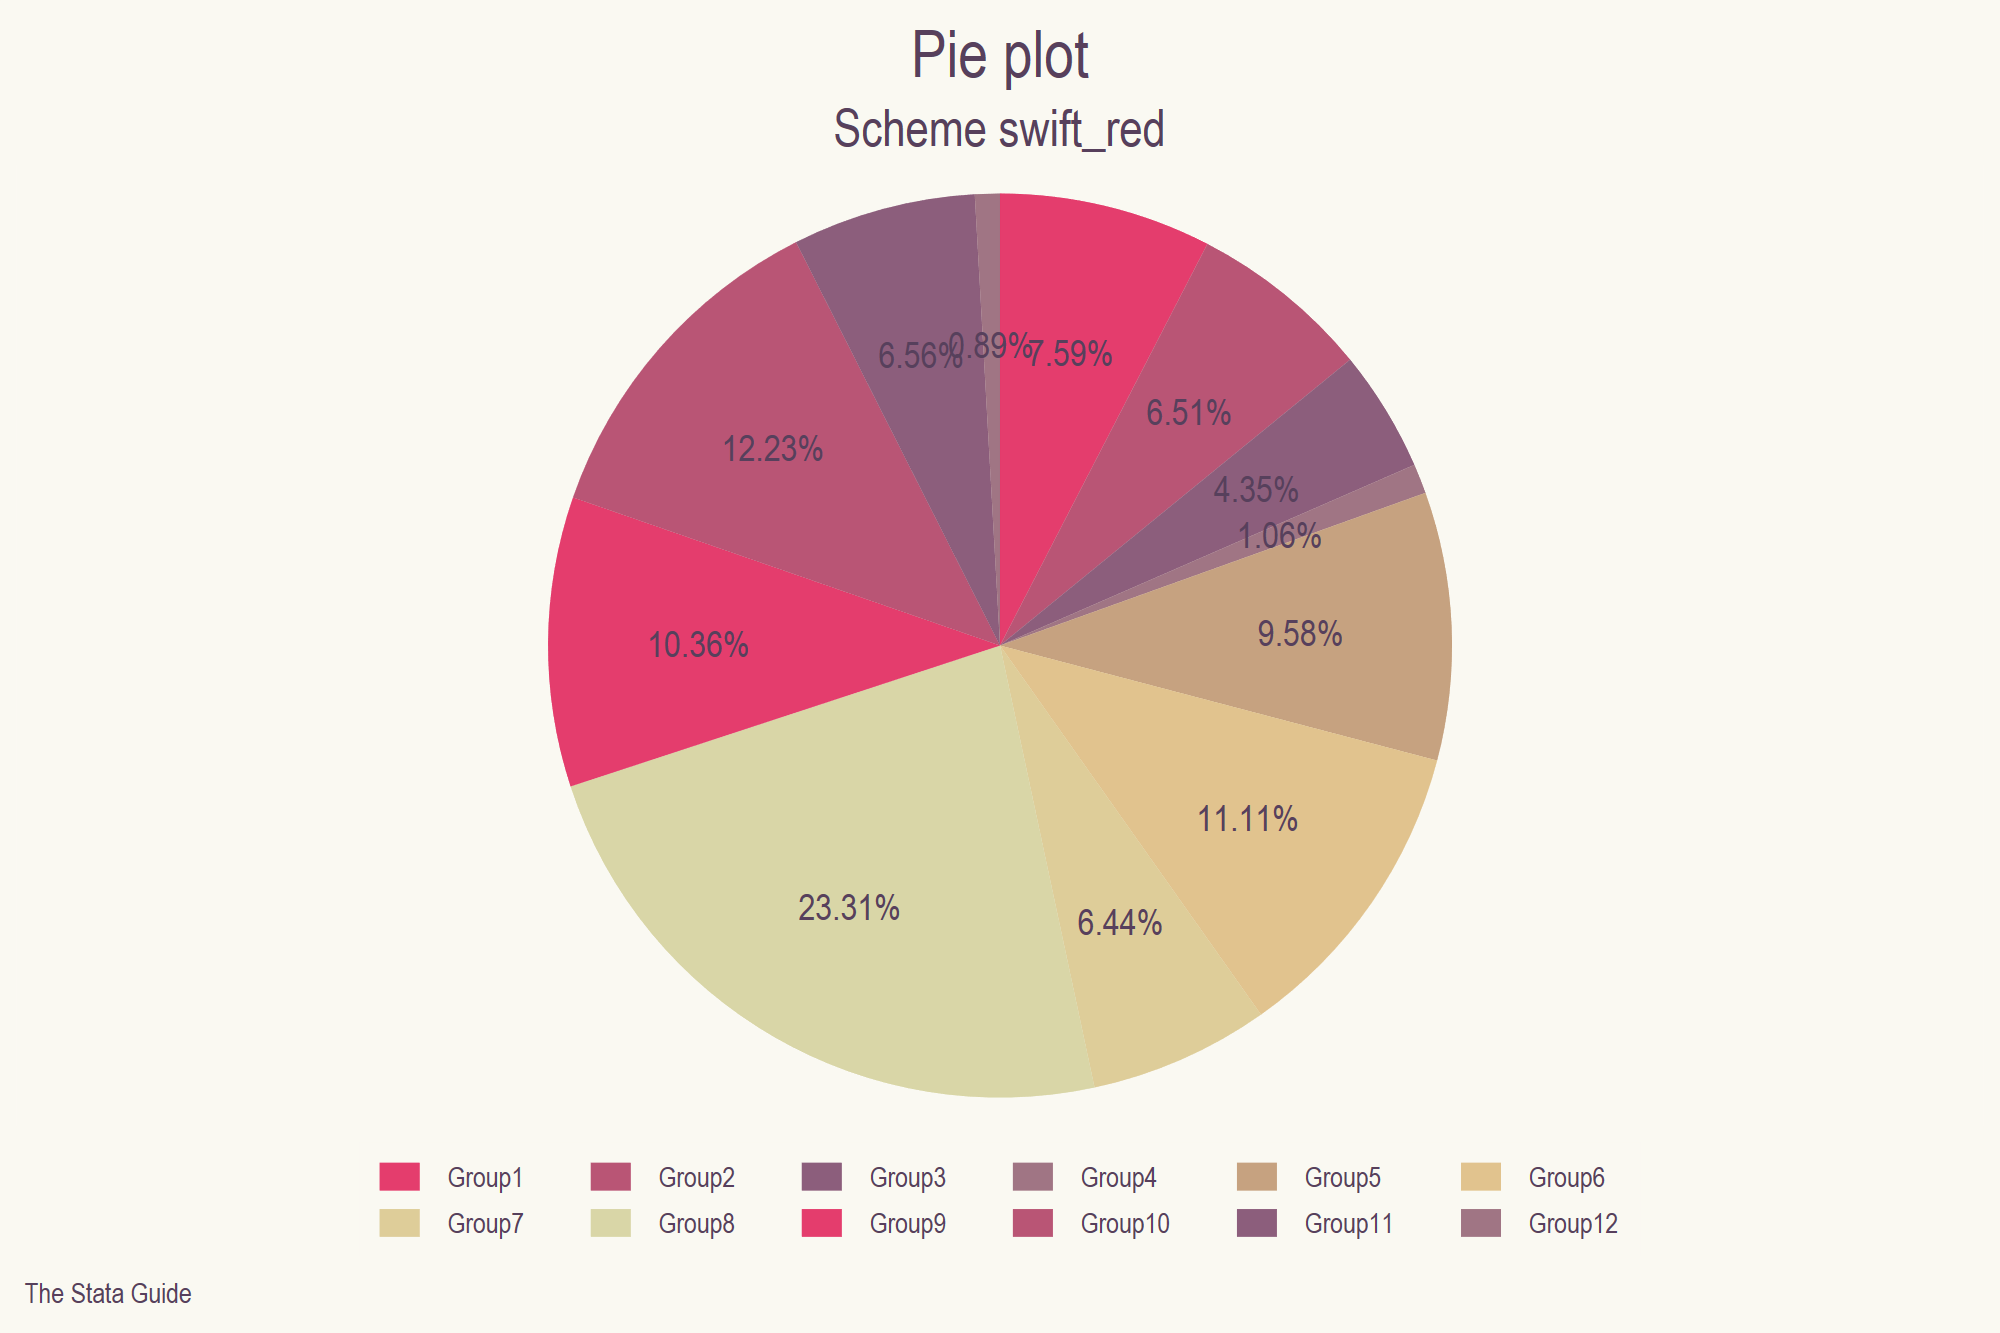 Pie plot
Scheme swift_red
6.56%
0.89%
7.59%
6.51%
12.23%
4.35%
1.06%
9.58%
10.36%
11.11%
23.31%
6.44%
Group1 Group2 Group3 Group4 Group5 Group6
Group7 Group8 Group9 Group10 Group11 Group12
The Stata Guide